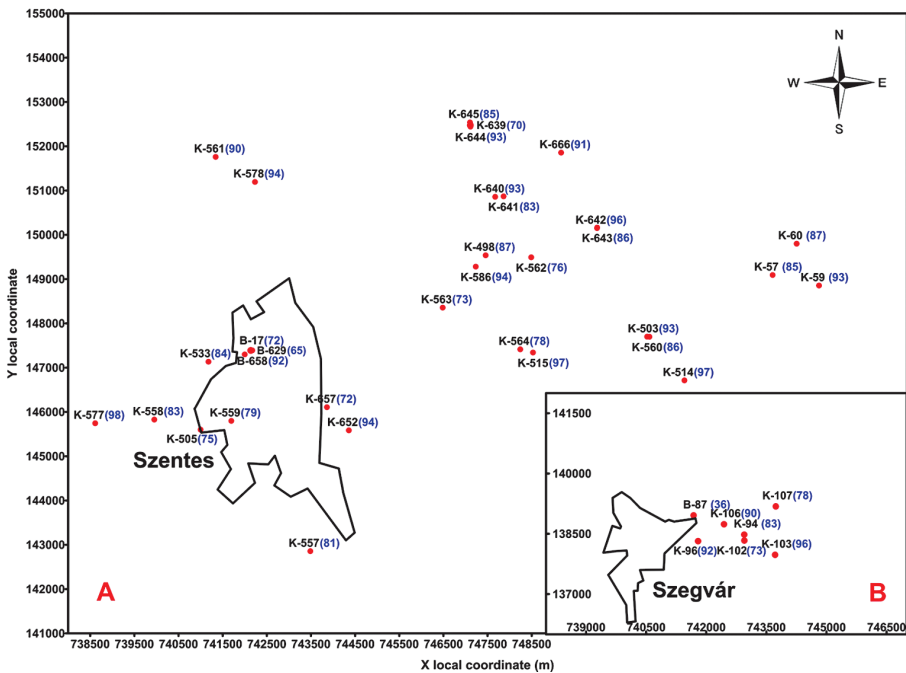 155000
154000
153000
152000
151000
150000
149000
148000
147000
146000
145000
144000
143000
142000
141000
Y local coordinate
N
W E
S
K-645(85)
K-639(70)
K-644(93)
K-666(91)
K-561(90)
K-578(94)
K-640(93)
K-641(83)
K-642(96)
K-643(86)
K-60 (87)
K-498(87)
K-562(76)
K-586(94)
K-57 (85)
K-59 (93)
K-563(73)
K-503(93)
K-560(86)
K-564(78)
K-515(97)
K-514(97)
B-17(72)
B-629(65)
K-533(84)
B-658(92)
K-657(72)
K-652(94)
K-577(98)
K-558(83)
K-559(79)
K-505(75)
Szentes
K-557(81)
A
738500 739500 740500 741500 742500 743500 744500 745500 746500 747500 748500
X local coordinate (m)
141500
140000
138500
137000
K-107(78)
B-87 (36)
K-106(90)
K-94 (83)
K-96(92)
K-102(73)
K-103(96)
Szegvár
B
739000 740500 742000 743500 745000 746500